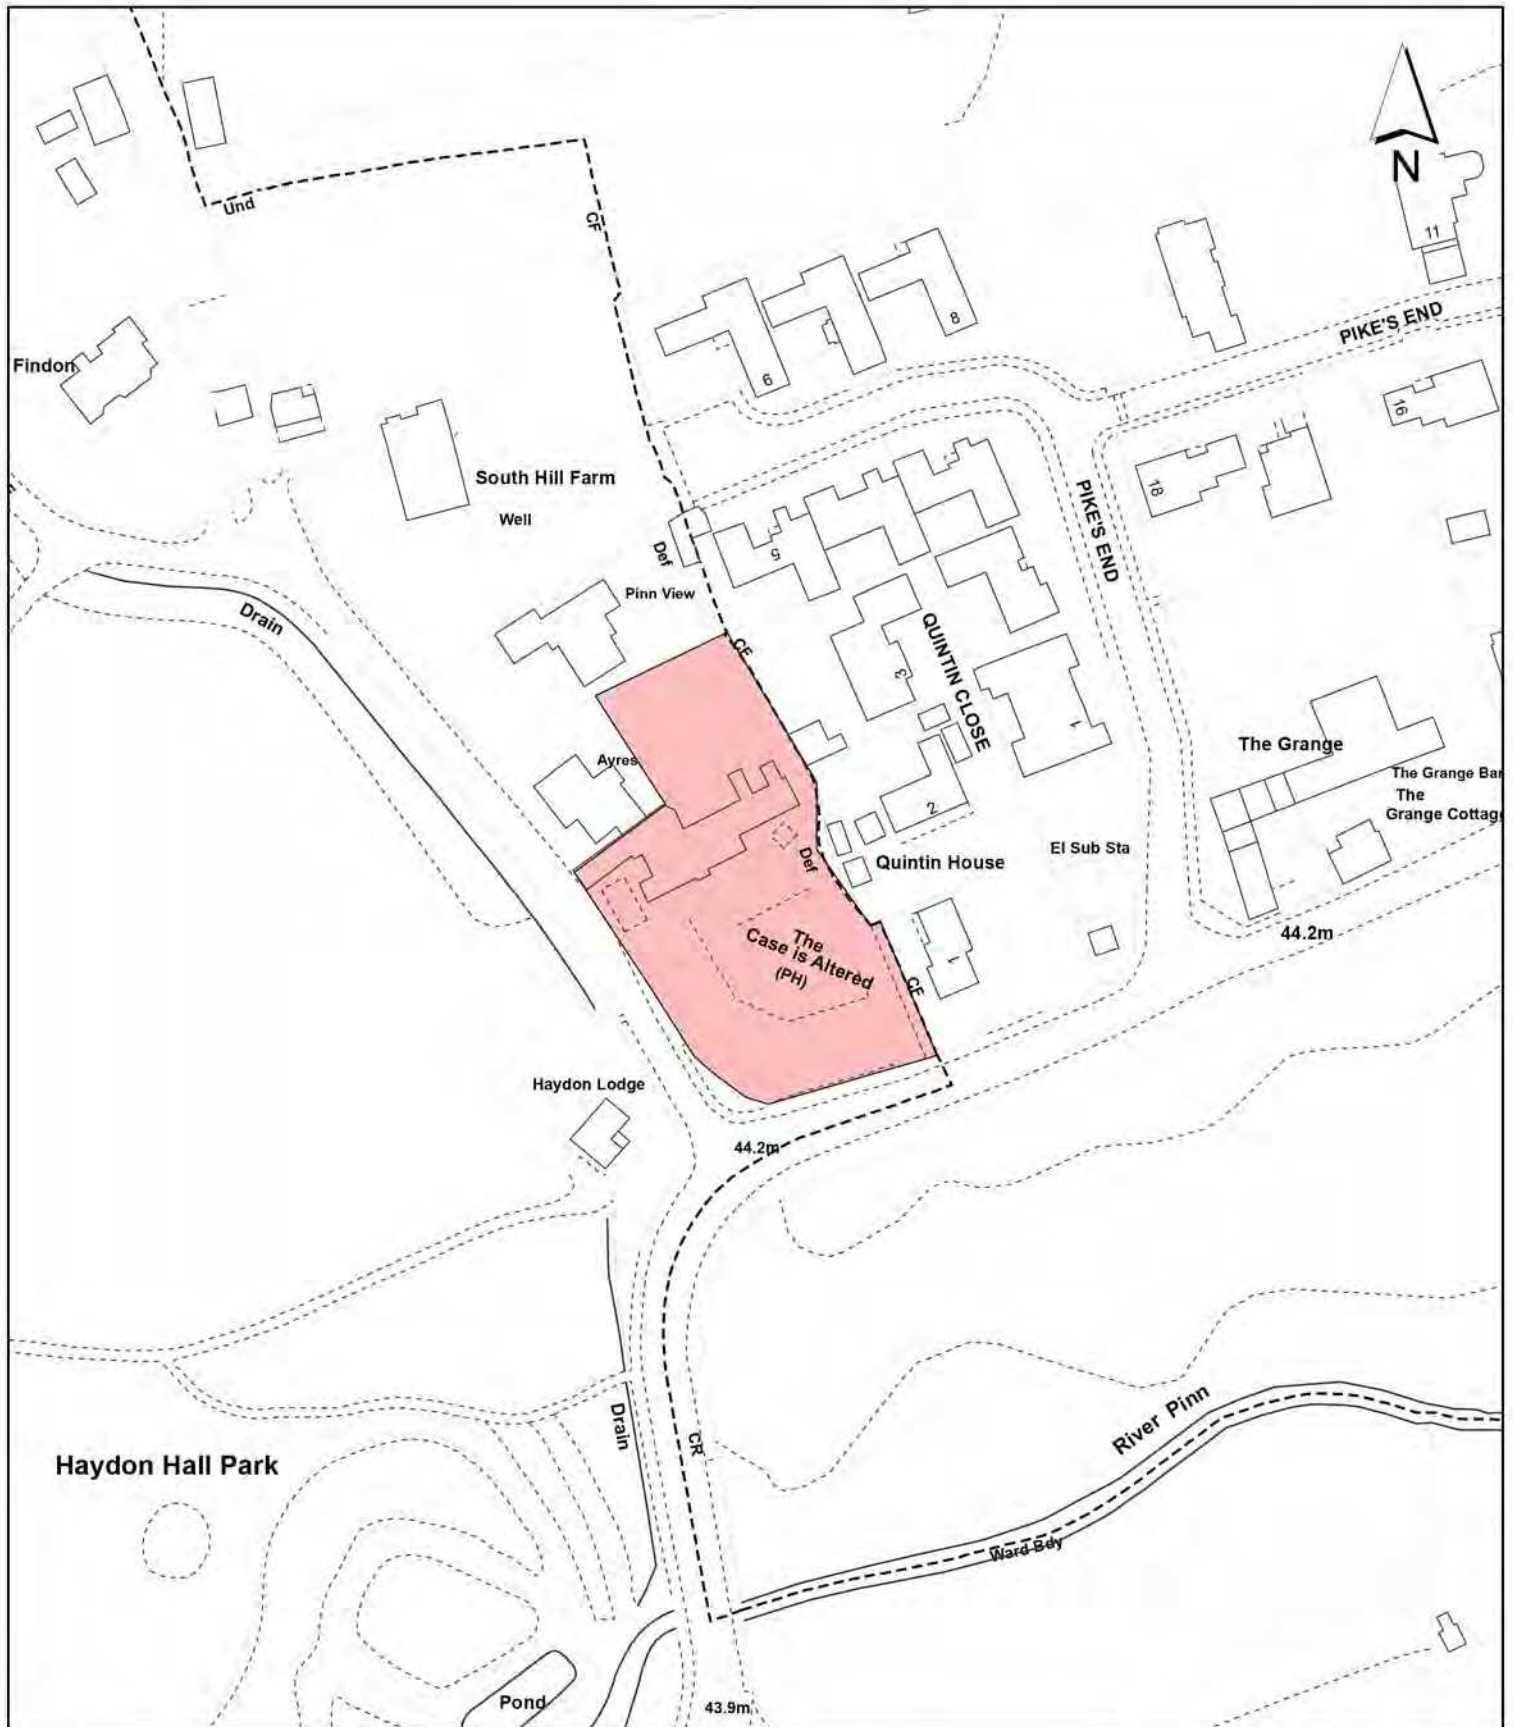 N
11
Und
CF
8
PIKE'S END
Findon
6
16
South Hill Farm
18
PIKE'S END
Well
5
Def
Pinn View
Drain
QUINTIN CLOSE
CF
3
1
The Grange
Ayres
The Grange Bar
The
Grange Cottag
2
Def
Quintin House
El Sub Sta
44.2m
The
Case is Altered
(PH)
1
CF
Haydon Lodge
44.2m
River Pinn
Drain
CR
Haydon Hall Park
Ward Bdy
Pond
43.9m